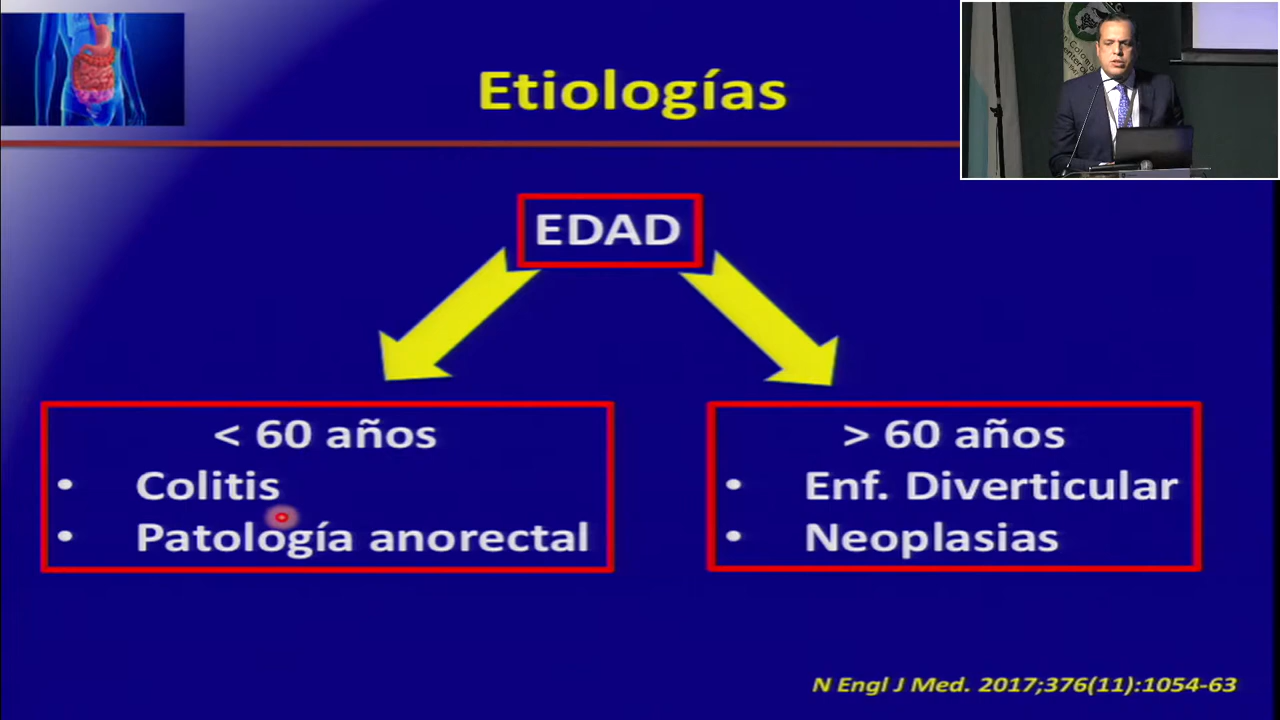 Etiologías
EDAD
< 60 años
• Colitis
• Patología anorectal
> 60 años
• Enf. Diverticular
• Neoplasias
N Engl J Med. 2017;376(11):1054-63